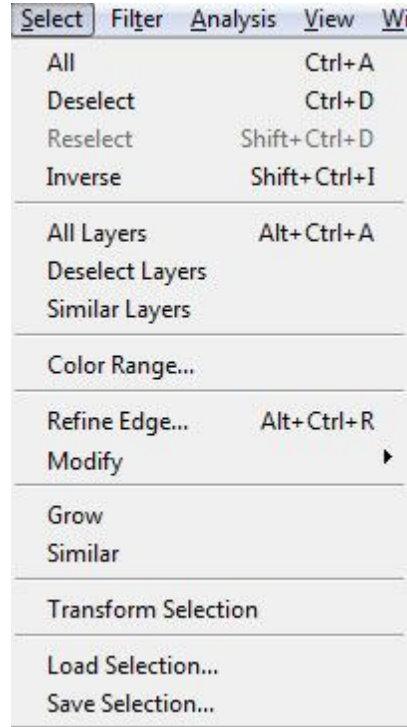 Select Filter Analysis View
All Ctrl+A
Deselect Ctrl+D
Reselect Shift+Ctrl+D
Inverse Shift+Ctrl+I
All Layers Alt+Ctrl+A
Deselect Layers
Similar Layers
Color Range...
Refine Edge... Alt+Ctrl+R
Modify
Grow
Similar
Transform Selection
Load Selection...
Save Selection...